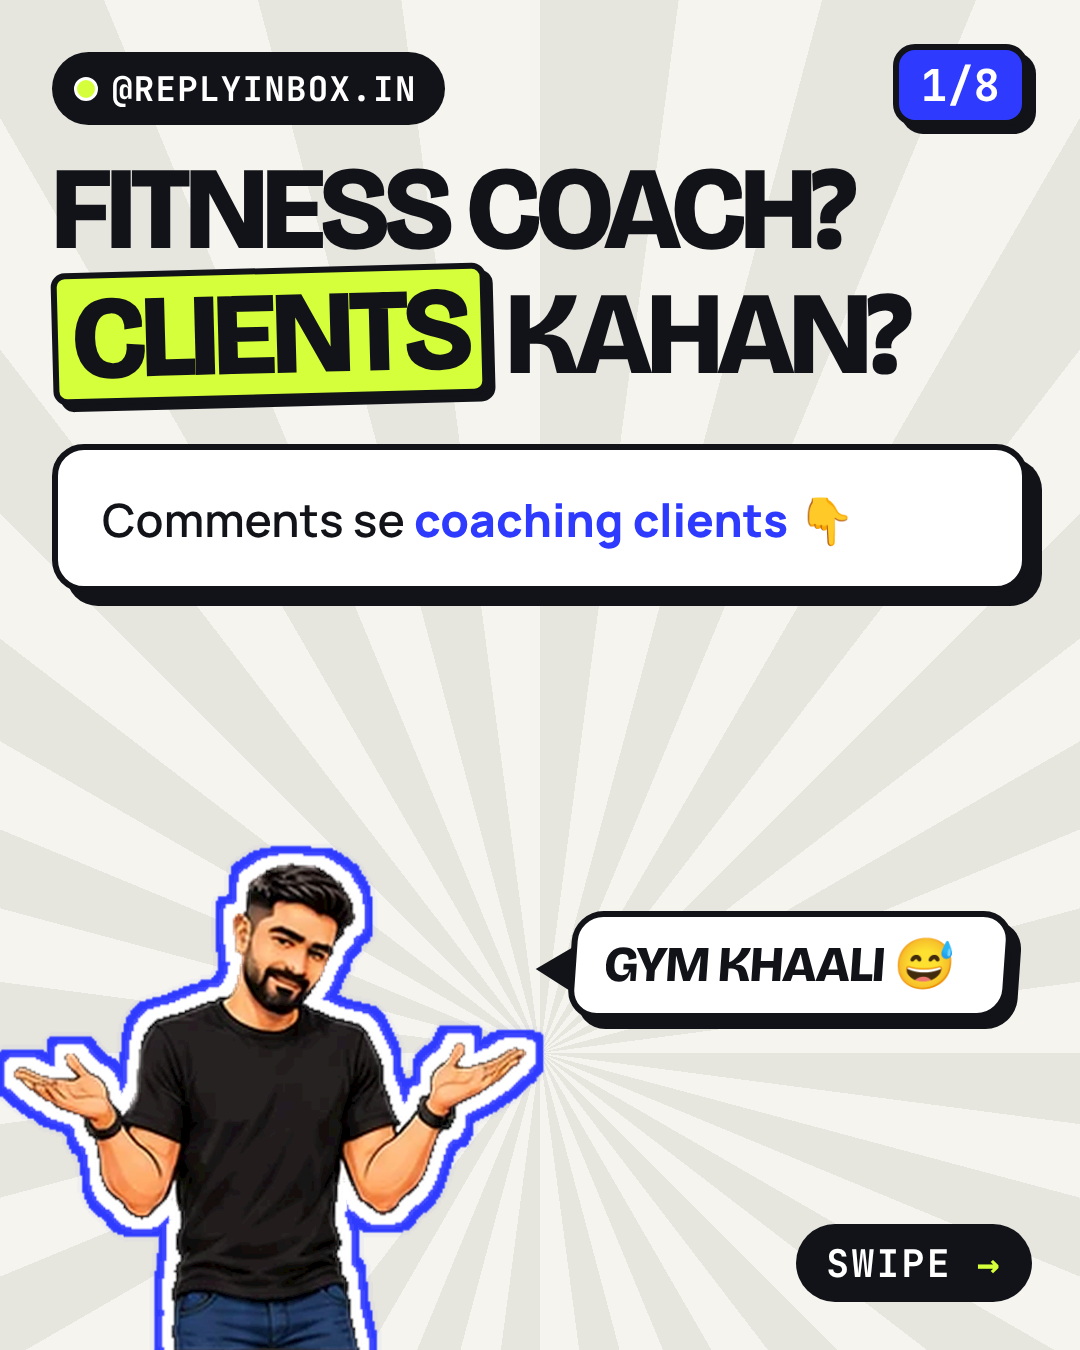 @REPLYINBOX.IN
1/8
FITNESS COACH?
CLIENTS KAHAN?
Comments se coaching clients 👇
GYM KHAALI 😅
SWIPE →